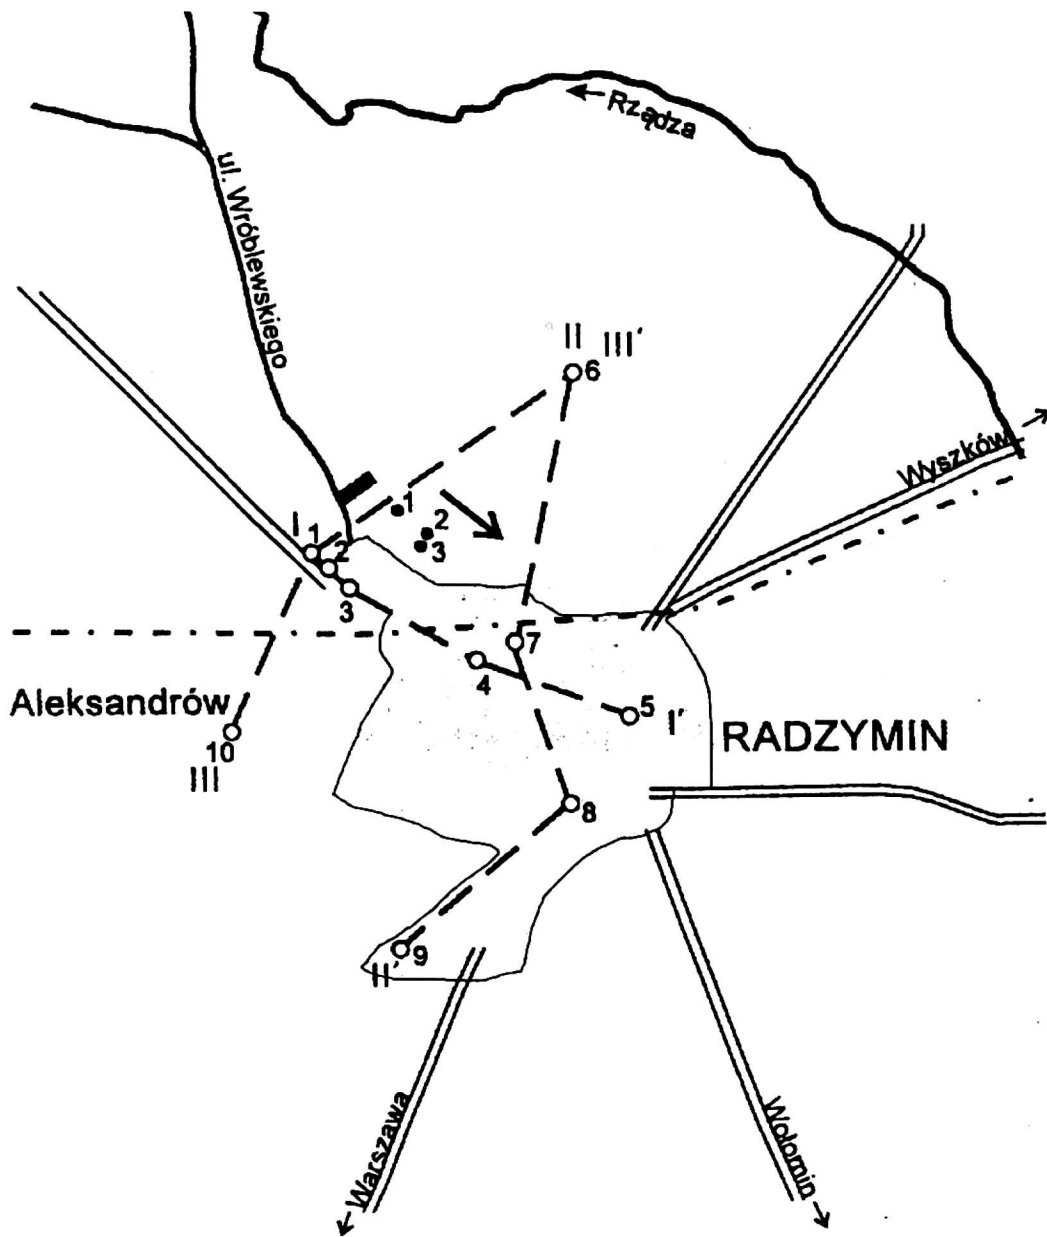 Rządza
ul. Wróblewskiego
II III′
6
Wyszków
1
2
3
I
1
2
3
7
4
Aleksandrów
5
I′
RADZYMIN
10
III
8
9
II′
Warszawa
Wołomin